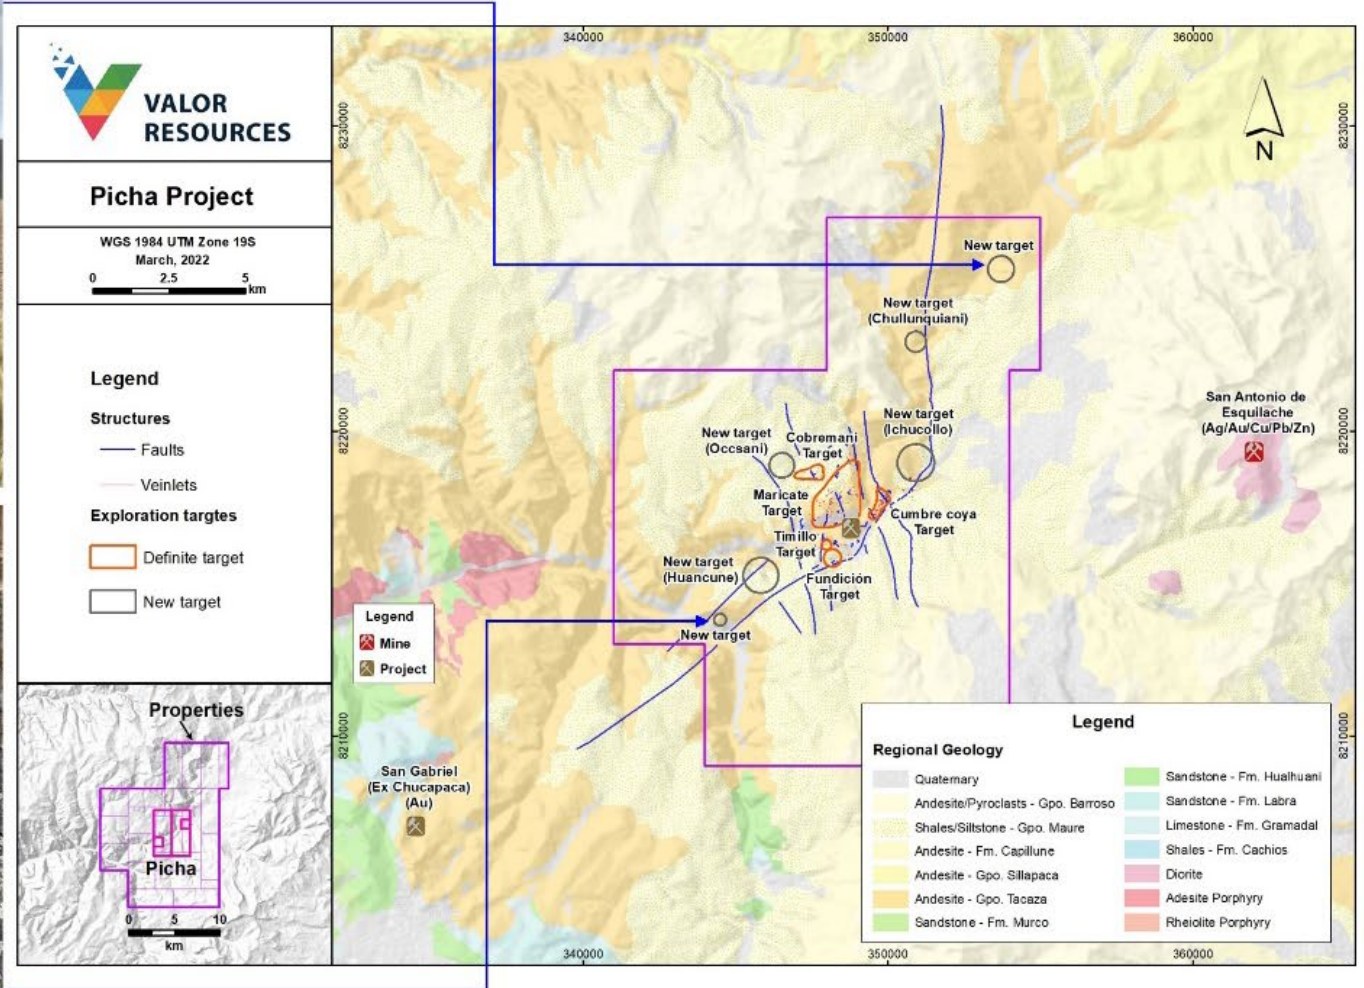 VALOR
RESOURCES
Picha Project
WGS 1984 UTM Zone 19S
March, 2022
0 2.5 5
km
Legend
Structures
Faults
Veinlets
Exploration targtes
Definite target
New target
Properties
Picha
0 5 10
km
340000 350000 360000
8230000
8220000
8210000
8230000
8220000
8210000
340000 350000 360000
N
New target
New target
(Chullunquiani)
New target
(Ichucollo)
New target
(Occsani)
Cobremani
Target
Maricate
Target
Cumbre coya
Target
Timillo
Target
Fundición
Target
New target
(Huancune)
New target
San Antonio de
Esquilache
(Ag/Au/Cu/Pb/Zn)
San Gabriel
(Ex Chucapaca)
(Au)
Legend
Mine
Project
Legend
Regional Geology
Quaternary
Andesite/Pyroclasts - Gpo. Barroso
Shales/Siltstone - Gpo. Maure
Andesite - Fm. Capillune
Andesite - Gpo. Sillapaca
Andesite - Gpo. Tacaza
Sandstone - Fm. Murco
Sandstone - Fm. Hualhuani
Sandstone - Fm. Labra
Limestone - Fm. Gramadal
Shales - Fm. Cachios
Diorite
Adesite Porphyry
Rheiolite Porphyry